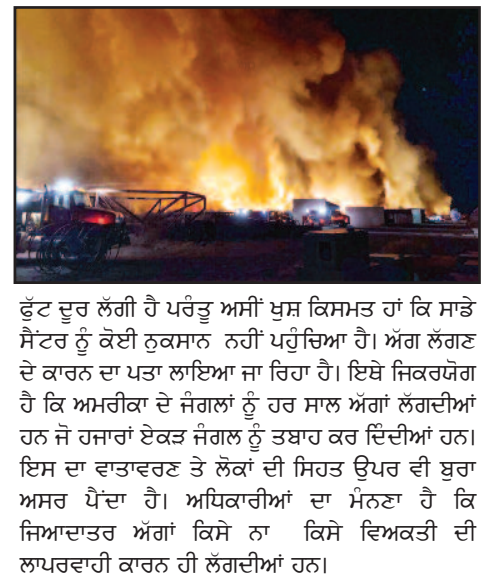 ਫੁੱਟ ਦੂਰ ਲੱਗੀ ਹੈ ਪਰੰਤੂ ਅਸੀਂ ਖੁਸ਼ ਕਿਸਮਤ ਹਾਂ ਕਿ ਸਾਡੇ
ਸੈਂਟਰ ਨੂੰ ਕੋਈ ਨੁਕਸਾਨ ਨਹੀਂ ਪਹੁੰਚਿਆ ਹੈ। ਅੱਗ ਲੱਗਣ
ਦੇ ਕਾਰਨ ਦਾ ਪਤਾ ਲਾਇਆ ਜਾ ਰਿਹਾ ਹੈ। ਇਥੇ ਜਿਕਰਯੋਗ
ਹੈ ਕਿ ਅਮਰੀਕਾ ਦੇ ਜੰਗਲਾਂ ਨੂੰ ਹਰ ਸਾਲ ਅੱਗਾਂ ਲੱਗਦੀਆਂ
ਹਨ ਜੋ ਹਜਾਰਾਂ ਏਕੜ ਜੰਗਲ ਨੂੰ ਤਬਾਹ ਕਰ ਦਿੰਦੀਆਂ ਹਨ।
ਇਸ ਦਾ ਵਾਤਾਵਰਣ ਤੇ ਲੋਕਾਂ ਦੀ ਸਿਹਤ ਉਪਰ ਵੀ ਬੁਰਾ
ਅਸਰ ਪੈਂਦਾ ਹੈ। ਅਧਿਕਾਰੀਆਂ ਦਾ ਮੰਨਣਾ ਹੈ ਕਿ
ਜਿਆਦਾਤਰ ਅੱਗਾਂ ਕਿਸੇ ਨਾ ਕਿਸੇ ਵਿਅਕਤੀ ਦੀ
ਲਾਪਰਵਾਹੀ ਕਾਰਨ ਹੀ ਲੱਗਦੀਆਂ ਹਨ।